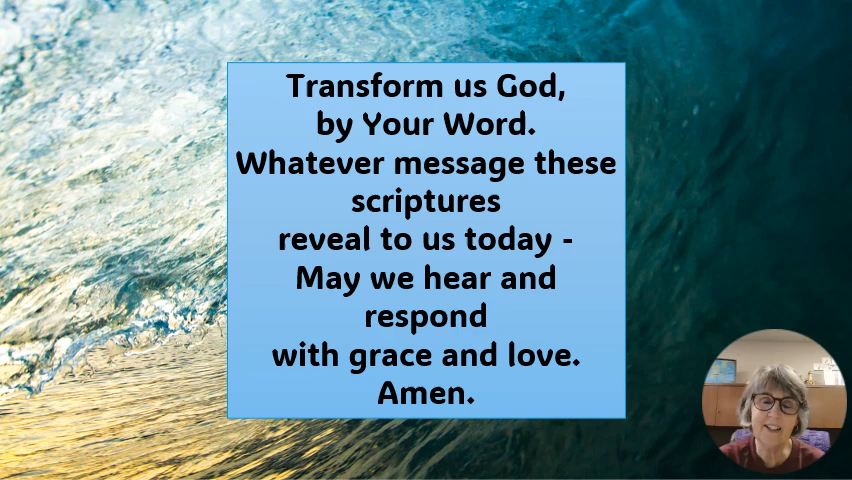 Transform us God,
by Your Word.
Whatever message these
scriptures
reveal to us today -
May we hear and
respond
with grace and love.
Amen.